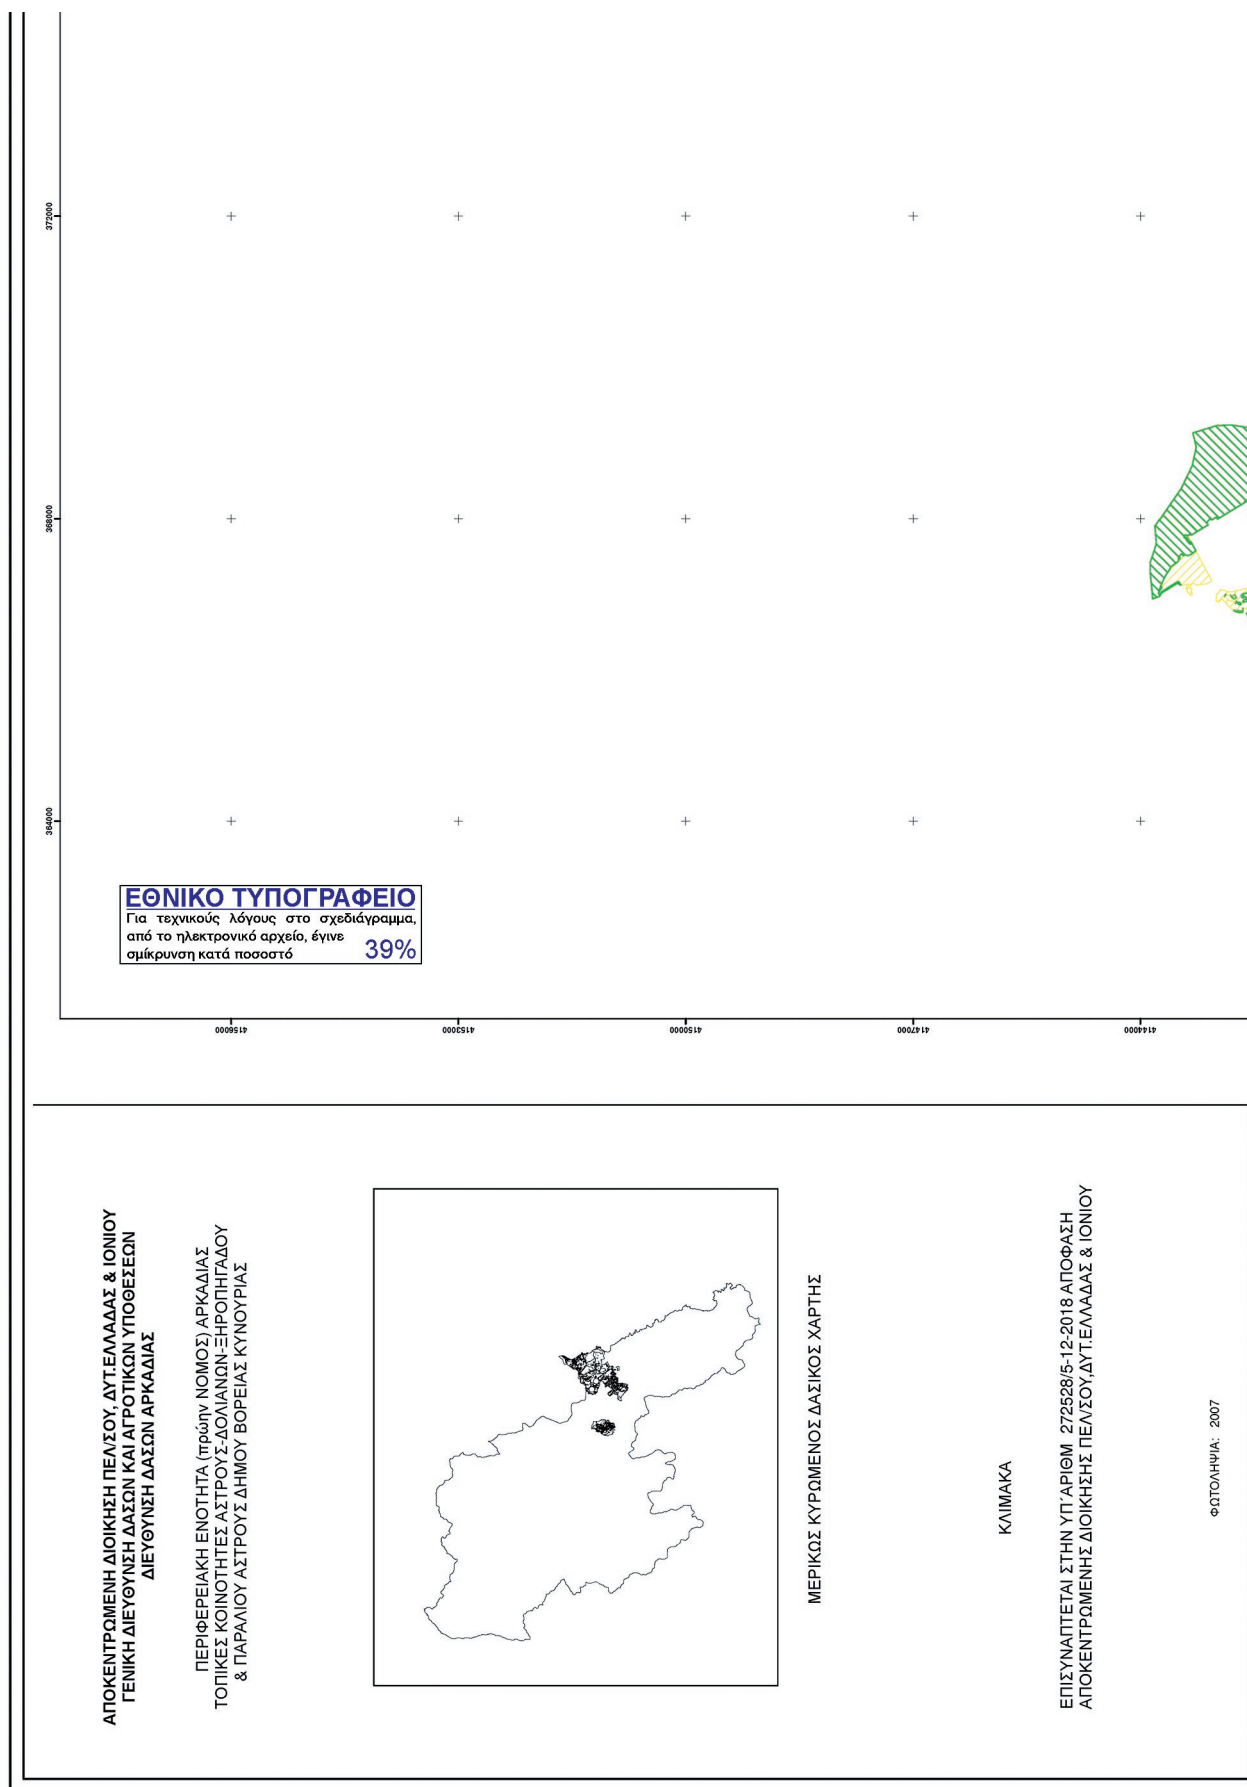 372000
368000
364000
ΕΘΝΙΚΟ ΤΥΠΟΓΡΑΦΕΙΟ
Για τεχνικούς λόγους στο σχεδιάγραμμα,
από το ηλεκτρονικό αρχείο, έγινε
σμίκρυνση κατά ποσοστό 39%
4156000
4153000
4150000
4147000
4144000
ΑΠΟΚΕΝΤΡΩΜΕΝΗ ΔΙΟΙΚΗΣΗ ΠΕΛ/ΣΟΥ, ΔΥΤ.ΕΛΛΑΔΑΣ & ΙΟΝΙΟΥ
ΓΕΝΙΚΗ ΔΙΕΥΘΥΝΣΗ ΔΑΣΩΝ ΚΑΙ ΑΓΡΟΤΙΚΩΝ ΥΠΟΘΕΣΕΩΝ
ΔΙΕΥΘΥΝΣΗ ΔΑΣΩΝ ΑΡΚΑΔΙΑΣ
ΠΕΡΙΦΕΡΕΙΑΚΗ ΕΝΟΤΗΤΑ (πρώην ΝΟΜΟΣ) ΑΡΚΑΔΙΑΣ
ΤΟΠΙΚΕΣ ΚΟΙΝΟΤΗΤΕΣ ΑΣΤΡΟΥΣ-ΔΟΛΙΑΝΩΝ-ΞΗΡΟΠΗΓΑΔΟΥ
& ΠΑΡΑΛΙΟΥ ΑΣΤΡΟΥΣ ΔΗΜΟΥ ΒΟΡΕΙΑΣ ΚΥΝΟΥΡΙΑΣ
ΜΕΡΙΚΩΣ ΚΥΡΩΜΕΝΟΣ ΔΑΣΙΚΟΣ ΧΑΡΤΗΣ
ΚΛΙΜΑΚΑ
ΕΠΙΣΥΝΑΠΤΕΤΑΙ ΣΤΗΝ ΥΠ΄ΑΡΙΘΜ 272528/5-12-2018 ΑΠΟΦΑΣΗ
ΑΠΟΚΕΝΤΡΩΜΕΝΗΣ ΔΙΟΙΚΗΣΗΣ ΠΕΛ/ΣΟΥ,ΔΥΤ.ΕΛΛΑΔΑΣ & ΙΟΝΙΟΥ
ΦΩΤΟΛΗΨΙΑ: 2007